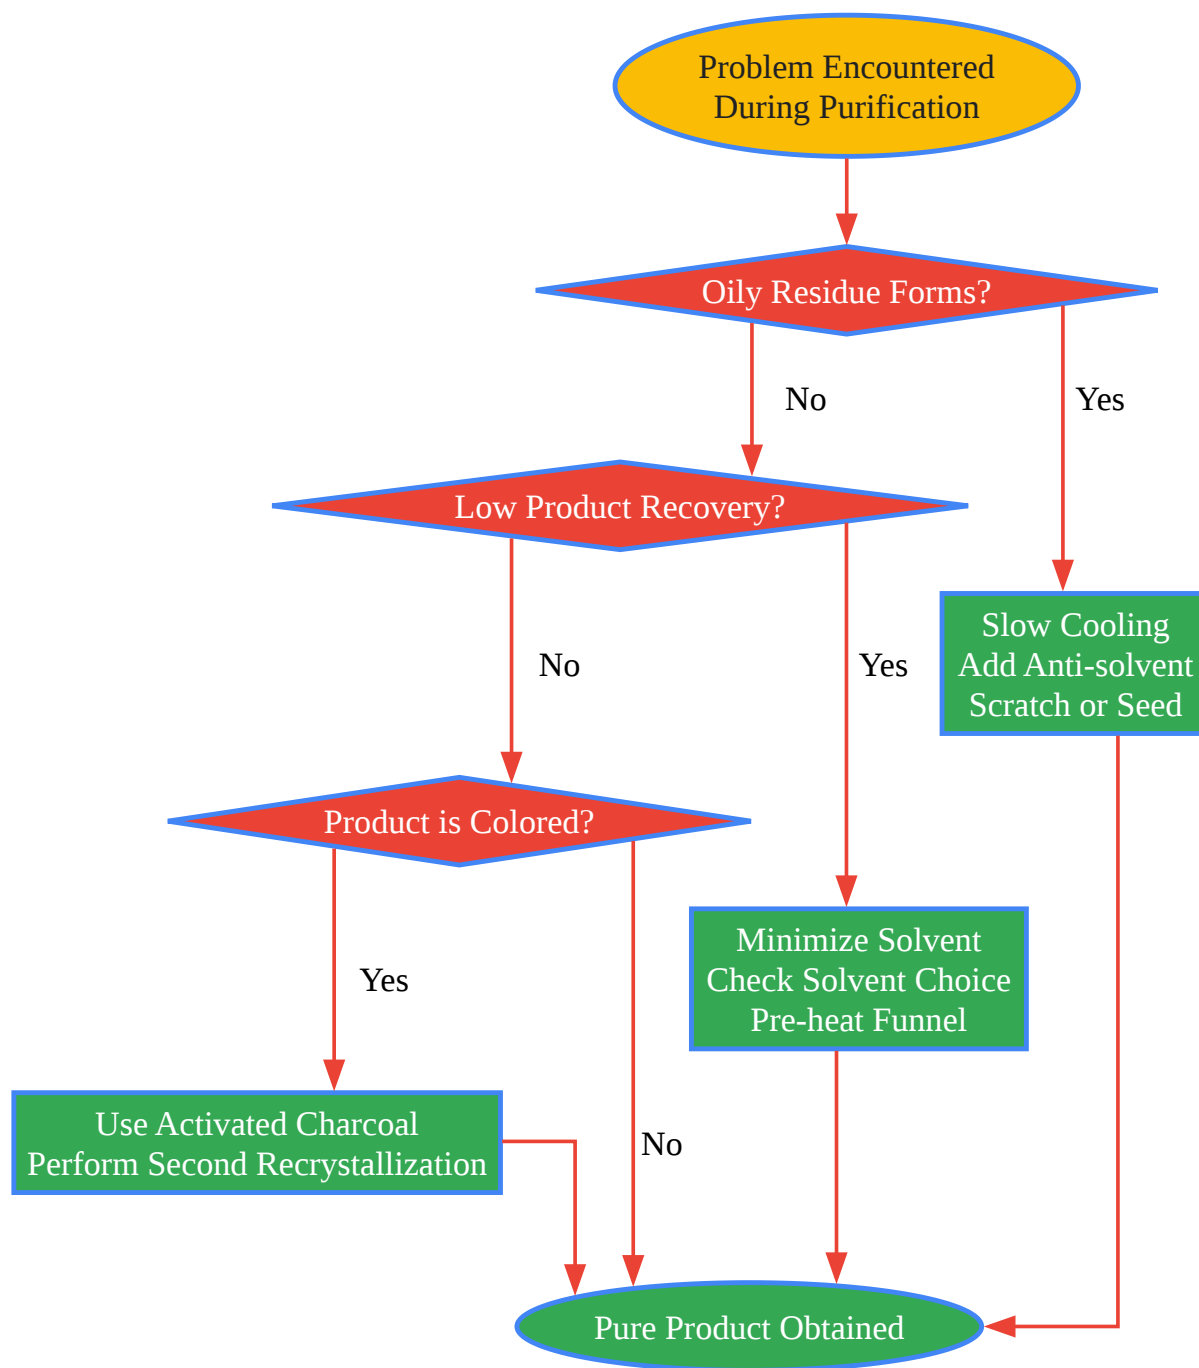 Problem Encountered
During Purification
Oily Residue Forms?
No
Yes
Low Product Recovery?
Slow Cooling
Add Anti-solvent
Scratch or Seed
No
Yes
Product is Colored?
Minimize Solvent
Check Solvent Choice
Pre-heat Funnel
Yes
Use Activated Charcoal
Perform Second Recrystallization
No
Pure Product Obtained